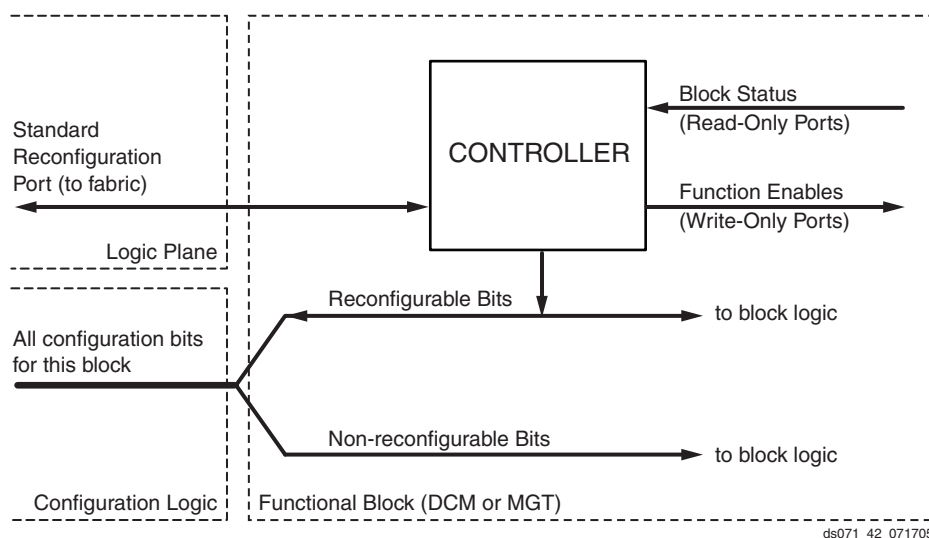 Standard
Reconfiguration
Port (to fabric)
Logic Plane
CONTROLLER
Block Status
(Read-Only Ports)
Function Enables
(Write-Only Ports)
Reconfigurable Bits
to block logic
All configuration bits
for this block
Non-reconfigurable Bits
to block logic
Configuration Logic
Functional Block (DCM or MGT)
ds071_42_071705